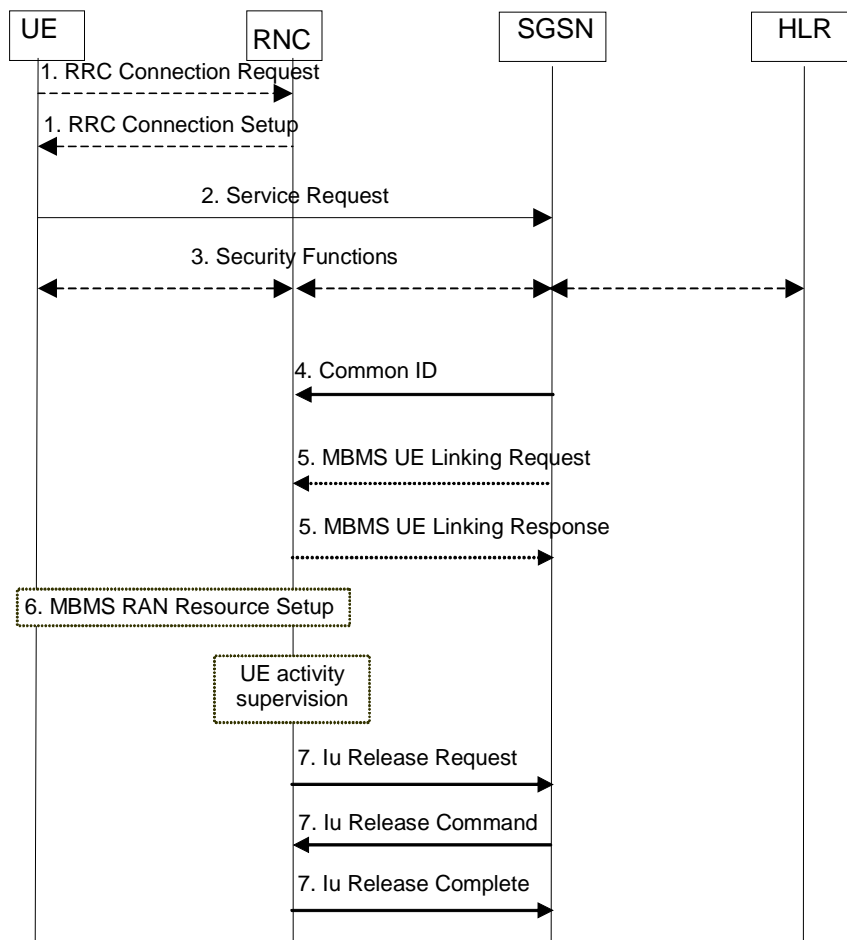 UE
RNC
SGSN
HLR
1. RRC Connection Request
1. RRC Connection Setup
2. Service Request
3. Security Functions
4. Common ID
5. MBMS UE Linking Request
5. MBMS UE Linking Response
6. MBMS RAN Resource Setup
UE activity
supervision
7. Iu Release Request
7. Iu Release Command
7. Iu Release Complete